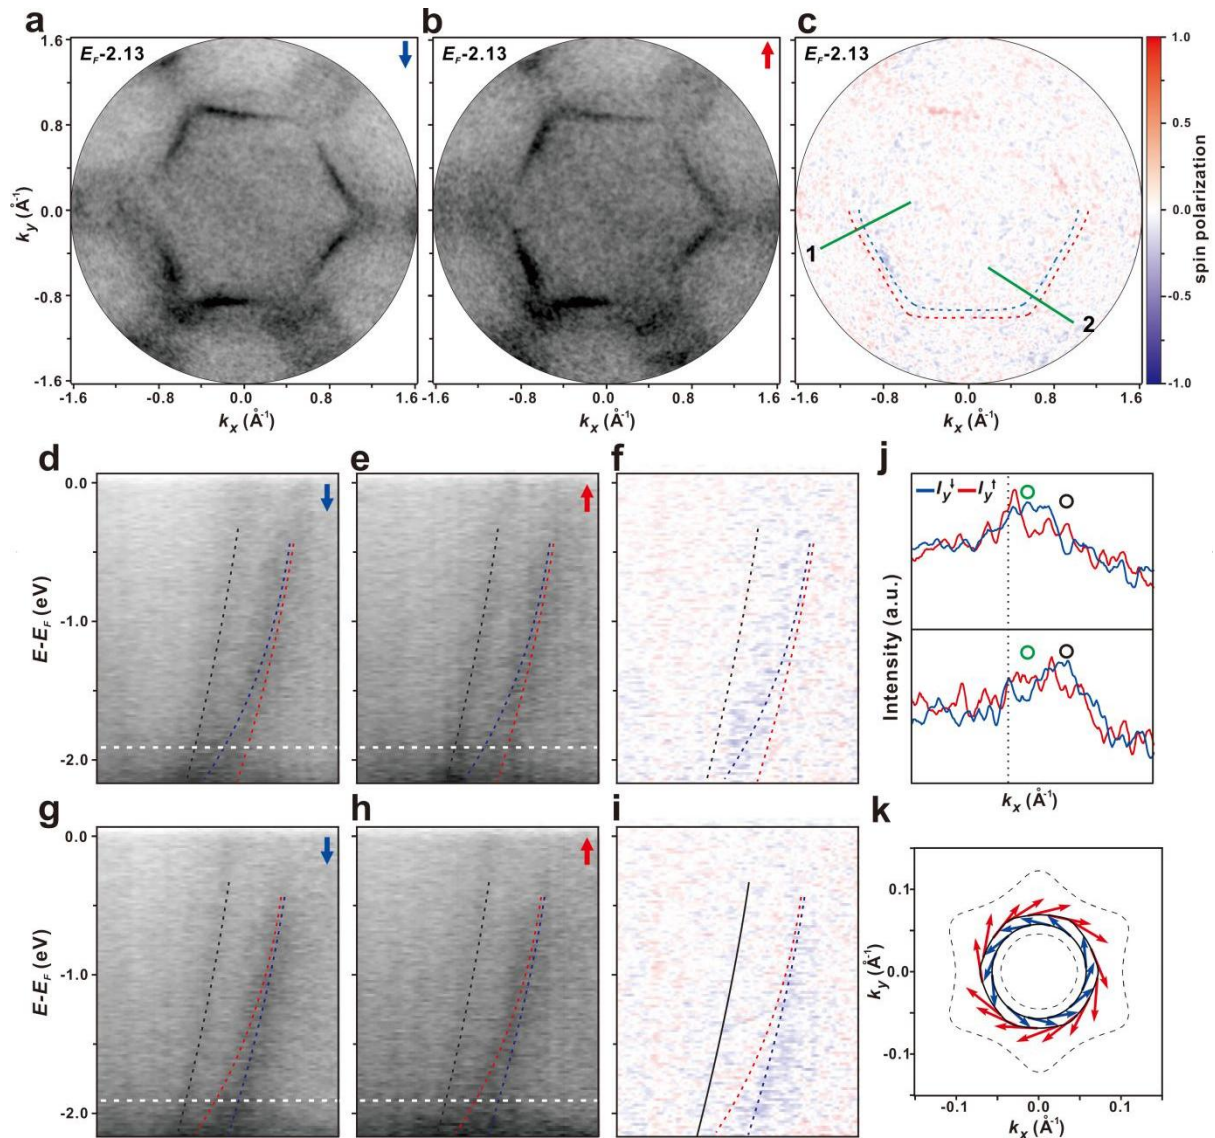 a
b
c
E_F-2.13
E_F-2.13
E_F-2.13
1.6
0.8
0.0
-0.8
-1.6
k_y (Å⁻¹)
-1.6 -0.8 0.0 0.8 1.6
k_x (Å⁻¹)
-1.6 -0.8 0.0 0.8 1.6
k_x (Å⁻¹)
1
2
-1.6 -0.8 0.0 0.8 1.6
k_x (Å⁻¹)
1.0
0.5
0.0
-0.5
-1.0
spin polarization
d
e
f
0.0
-1.0
-2.0
E-E_F (eV)
j
I_y↓ I_y↑
Intensity (a.u.)
k_x (Å⁻¹)
g
h
i
0.0
-1.0
-2.0
E-E_F (eV)
k
0.1
0.0
-0.1
k_y (Å⁻¹)
-0.1 0.0 0.1
k_x (Å⁻¹)